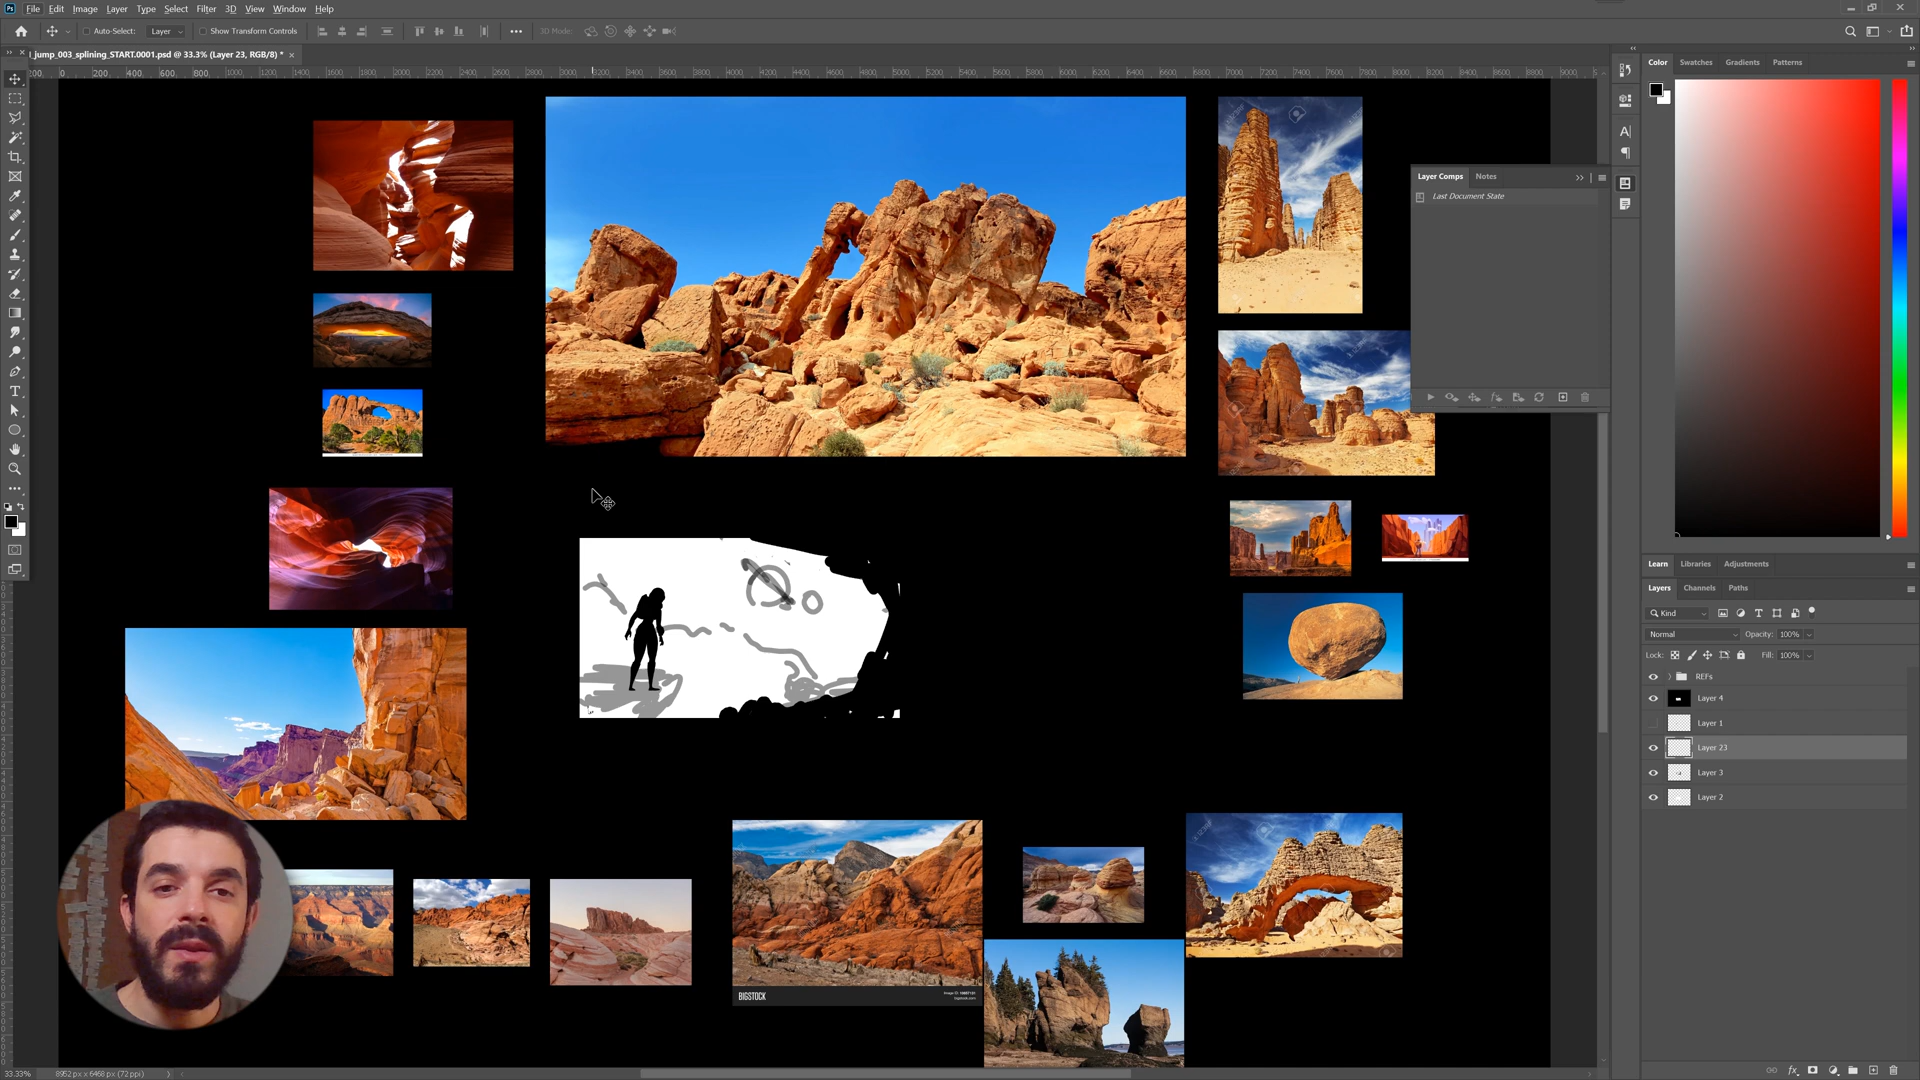 Ps File Edit Image Layer Type Select Filter 3D View Window Help
Auto-Select: Layer Show Transform Controls 3D Mode:
_jump_003_splining_START.0001.psd @ 33.3% (Layer 23, RGB/8) *
Color Swatches Gradients Patterns
Layer Comps Notes
Last Document State
Learn Libraries Adjustments
Layers Channels Paths
Kind
Normal Opacity: 100%
Lock: Fill: 100%
REFs
Layer 4
Layer 1
Layer 23
Layer 3
Layer 2
BIGSTOCK
33.33% 8952 px x 6468 px (72 ppi)